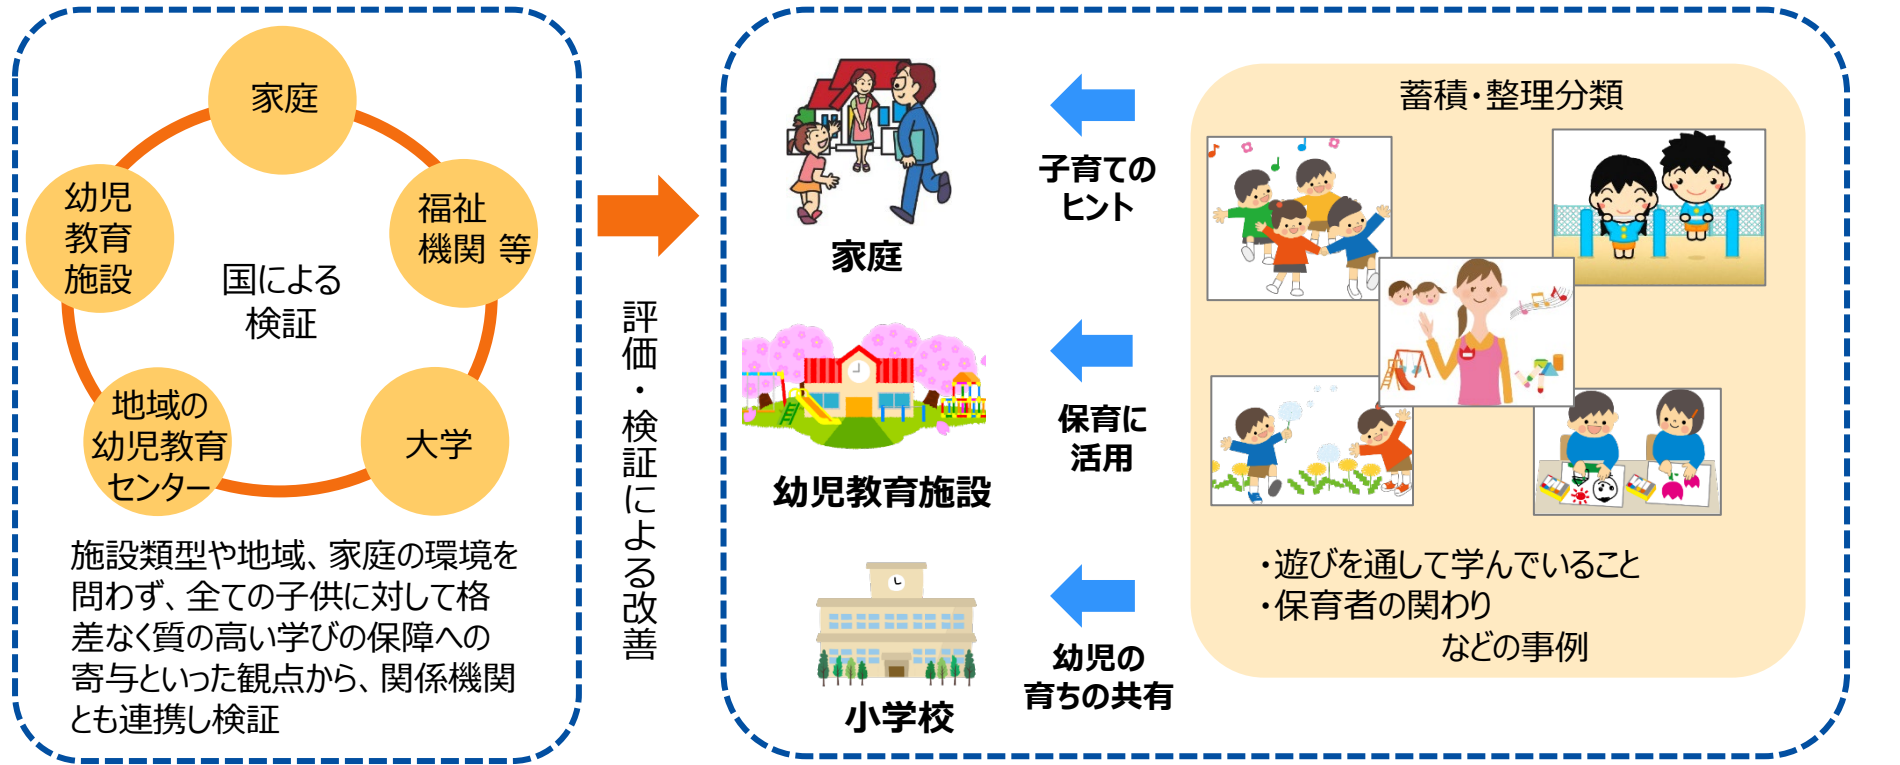 家庭
幼児
教育
施設
福祉
機関 等
国による
検証
地域の
幼児教育
センター
大学
施設類型や地域、家庭の環境を
問わず、全ての子供に対して格
差なく質の高い学びの保障への
寄与といった観点から、関係機関
とも連携し検証
評価・検証による改善
家庭
子育ての
ヒント
幼児教育施設
保育に
活用
小学校
幼児の
育ちの共有
蓄積・整理分類
・遊びを通して学んでいること
・保育者の関わり
などの事例